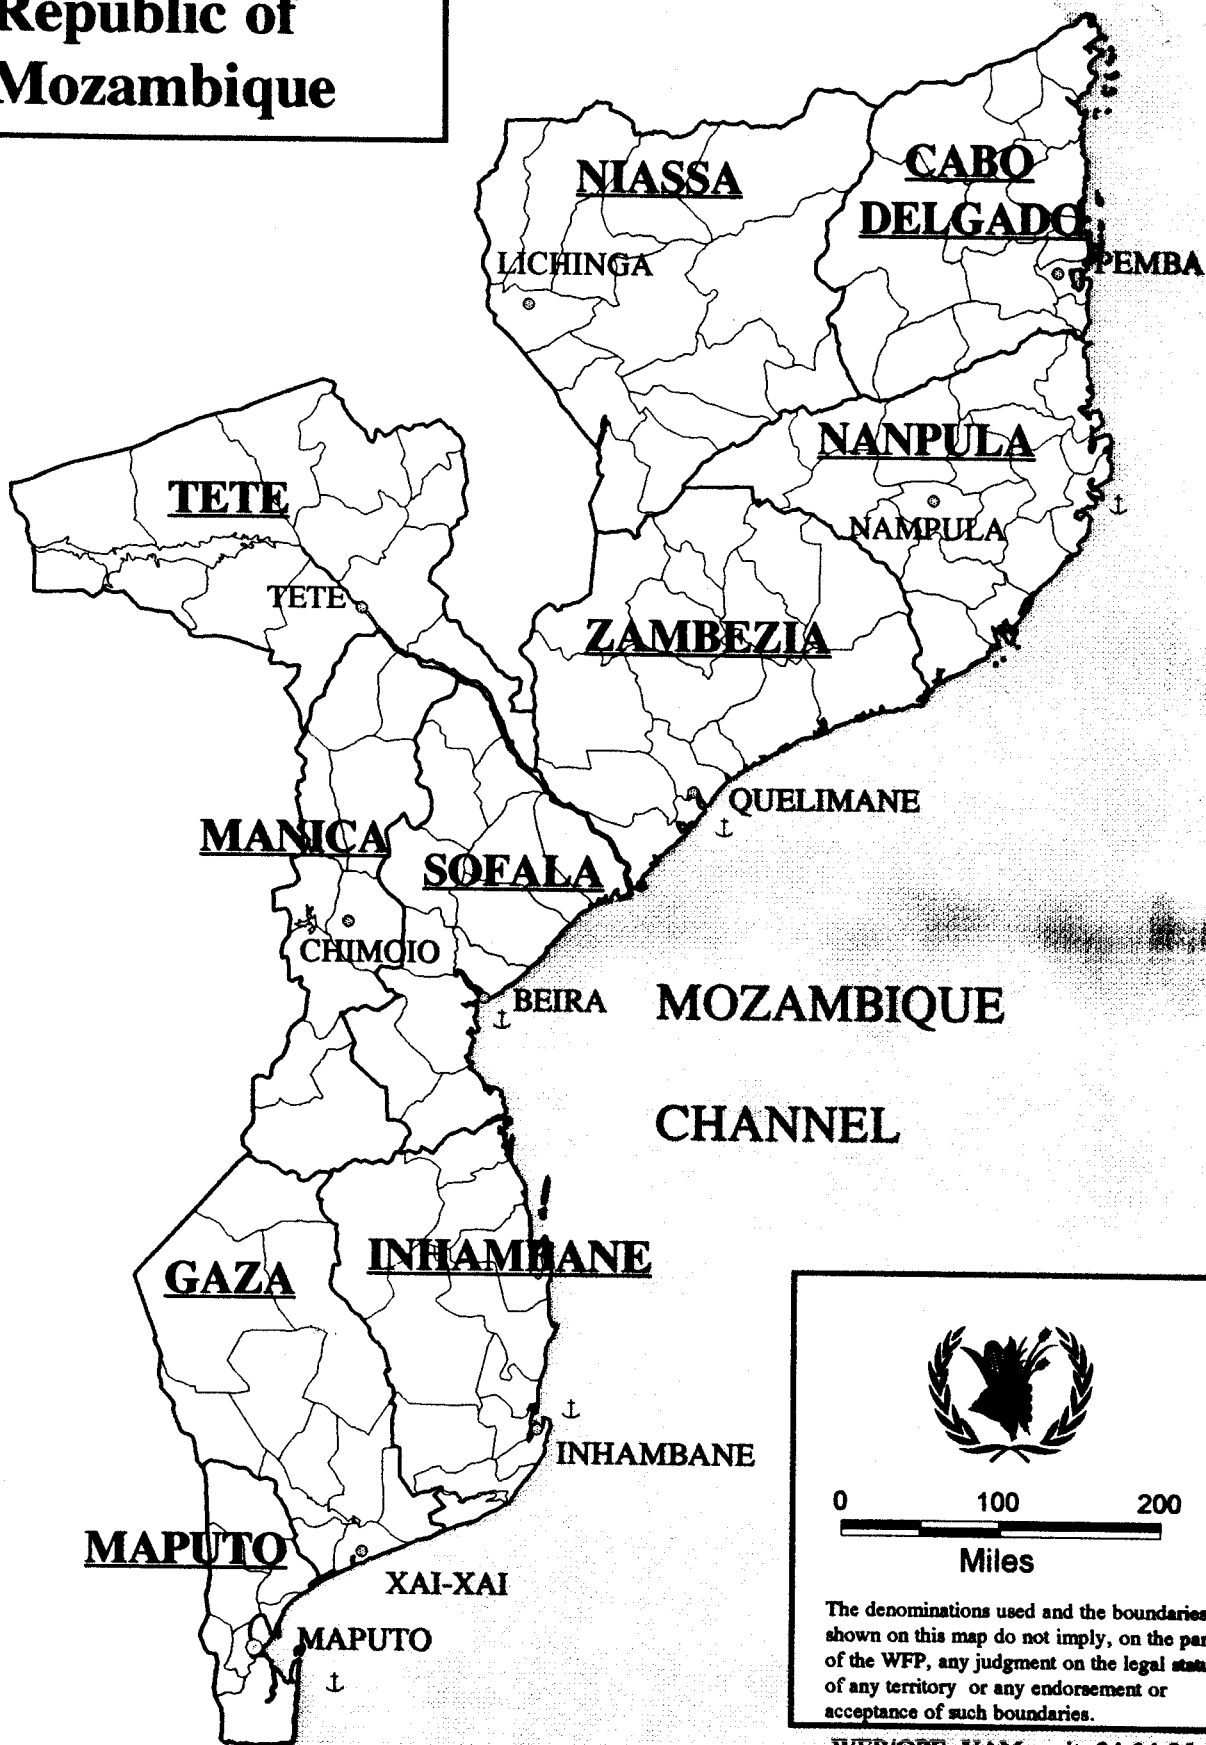 Republic of
Mozambique
NIASSA
CABO
DELGADO
LICHINGA
PEMBA
NANPULA
TETE
NAMPULA
TETE
ZAMBEZIA
QUELIMANE
MANICA
SOFALA
CHIMOIO
BEIRA
MOZAMBIQUE
CHANNEL
INHAMBANE
GAZA
INHAMBANE
0 100 200
Miles
MAPUTO
XAI-XAI
MAPUTO
The denominations used and the boundaries
shown on this map do not imply, on the
of the WFP, any judgment on the legal
of any territory or any endorsement or
acceptance of such boundaries.